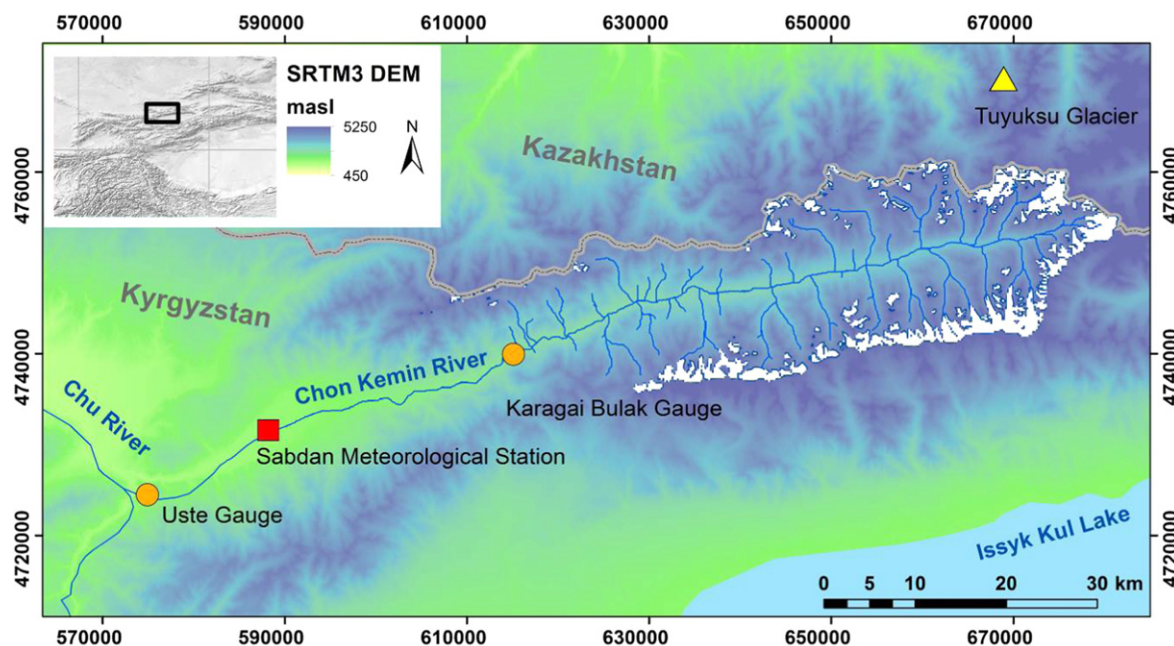 570000 590000 610000 630000 650000 670000
SRTM3 DEM
masl
5250
450
N
Tuyuksu Glacier
Kazakhstan
4760000
4760000
Kyrgyzstan
4740000
4740000
Chon Kemin River
Karagai Bulak Gauge
Chu River
Sabdan Meteorological Station
Uste Gauge
4720000
4720000
Issyk Kul Lake
0 5 10 20 30 km
570000 590000 610000 630000 650000 670000